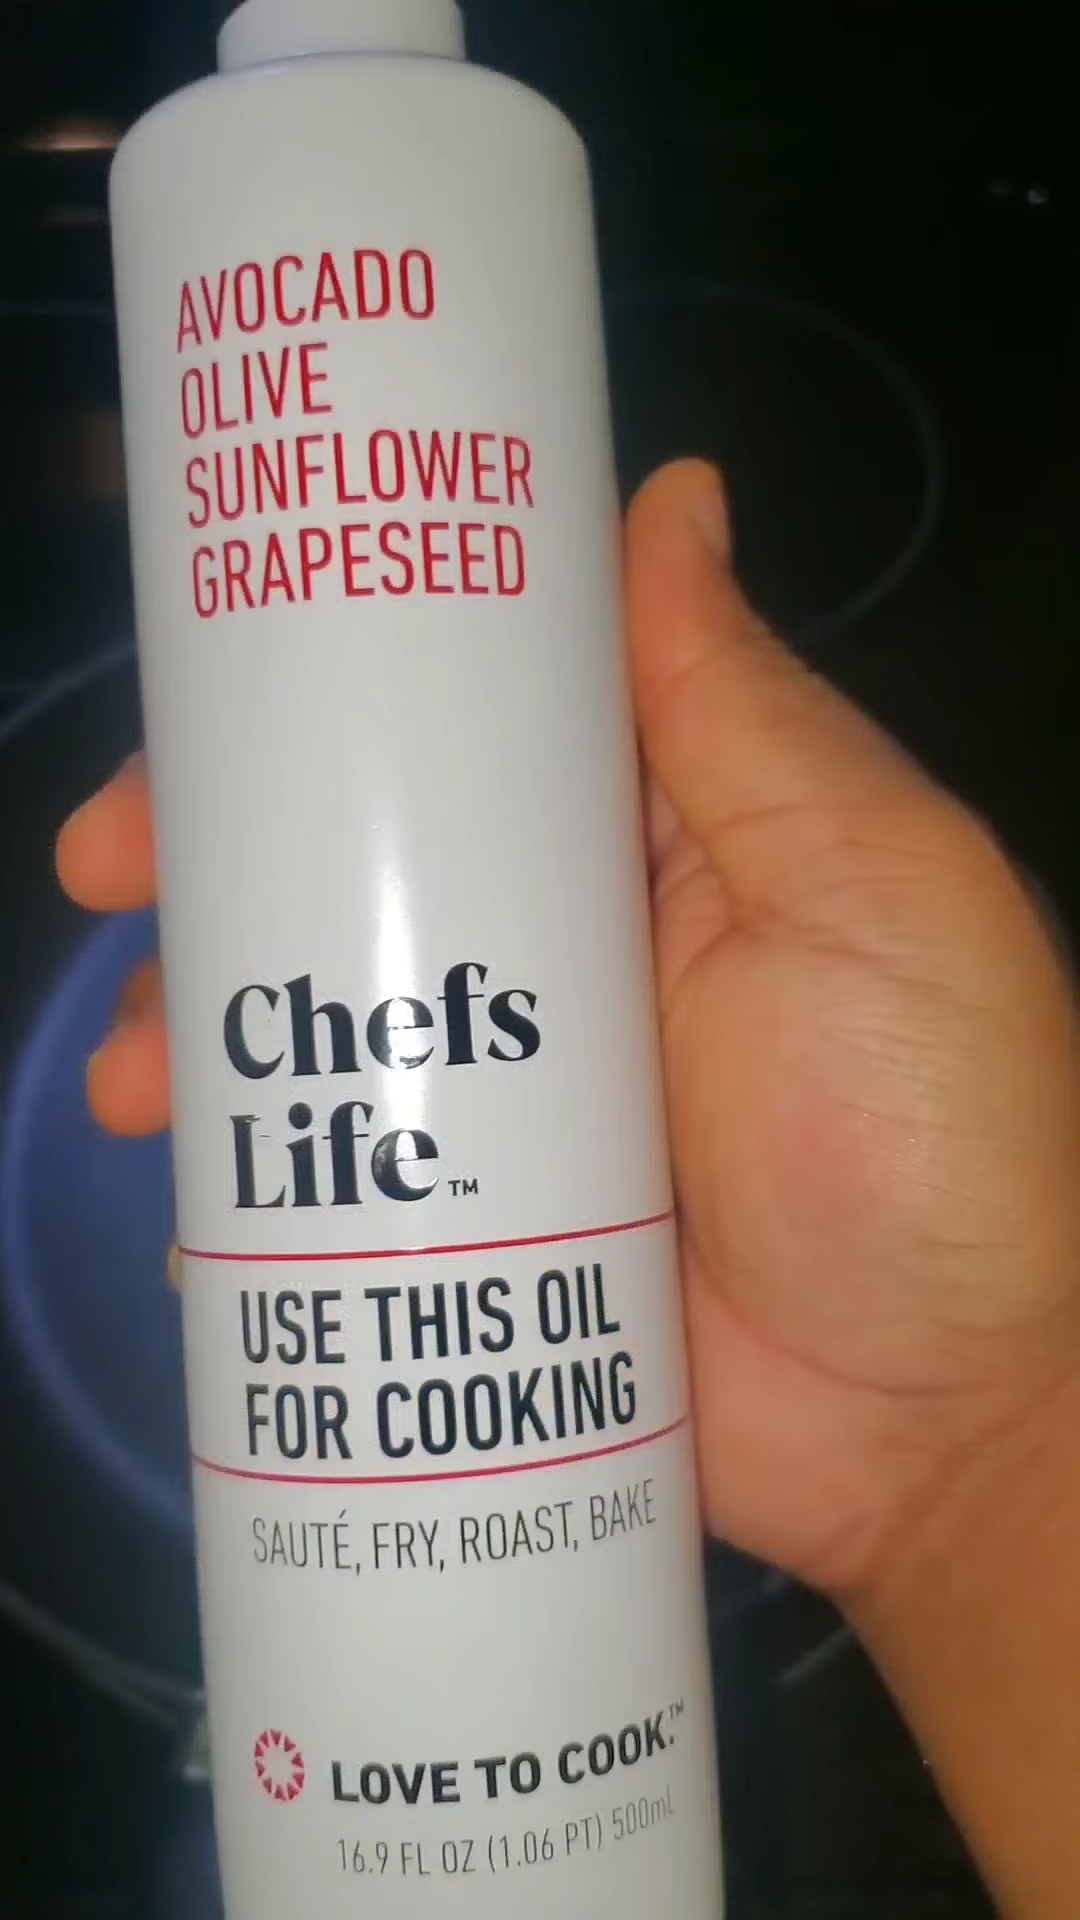 AVOCADO
OLIVE
SUNFLOWER
GRAPESEED
Chefs
Life™
USE THIS OIL
FOR COOKING
SAUTÉ, FRY, ROAST, BAKE
LOVE TO COOK.™
16.9 FL OZ (1.06 PT) 500mL